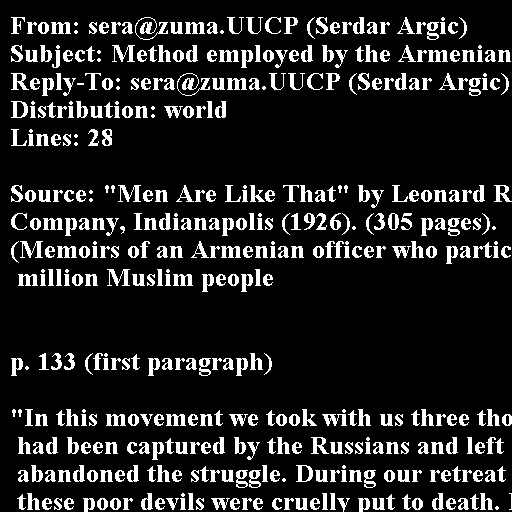 From: sera@zuma.UUCP (Serdar Argic)
Subject: Method employed by the Armenian
Reply-To: sera@zuma.UUCP (Serdar Argic)
Distribution: world
Lines: 28

Source: "Men Are Like That" by Leonard R
Company, Indianapolis (1926). (305 pages).
(Memoirs of an Armenian officer who partic
million Muslim people

p. 133 (first paragraph)

"In this movement we took with us three tho
had been captured by the Russians and left
abandoned the struggle. During our retreat
these poor devils were cruelly put to death.